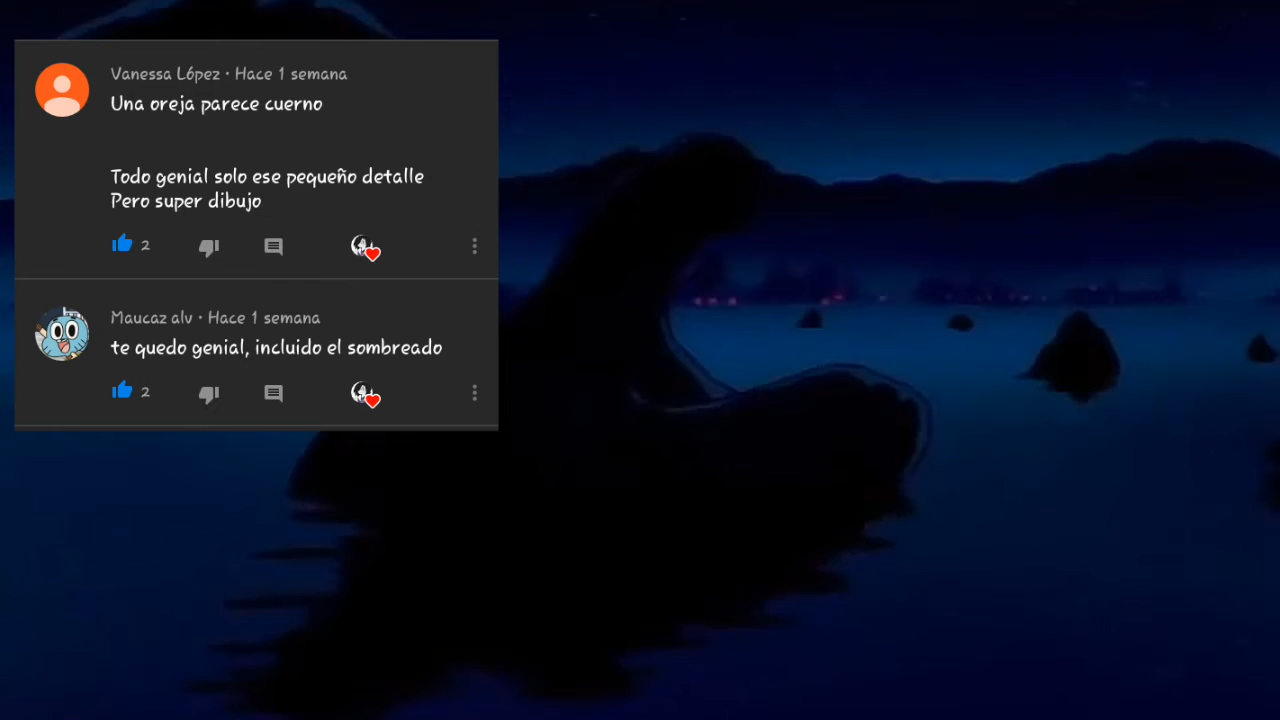 Vanessa López · Hace 1 semana
Una oreja parece cuerno
Todo genial solo ese pequeño detalle
Pero super dibujo
2
Maucaz alv · Hace 1 semana
te quedo genial, incluido el sombreado
2